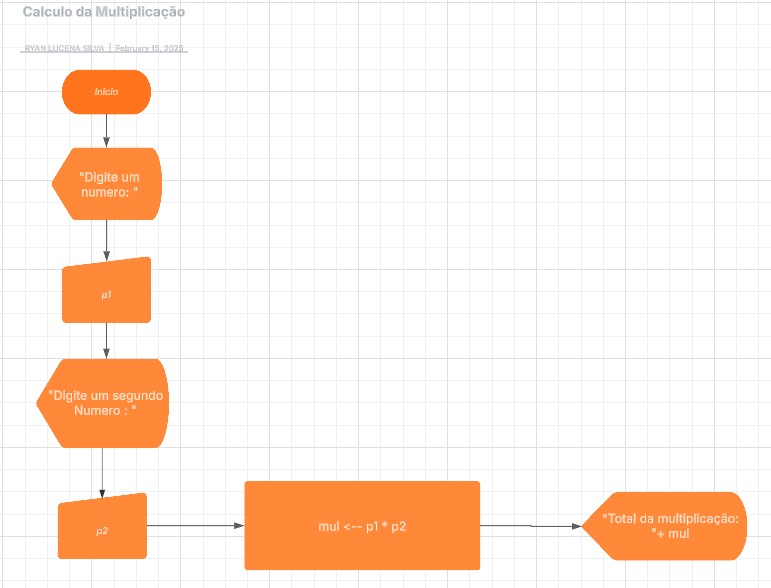 Calculo da Multiplicação
RYAN LUCENA SILVA | February 15, 2025
Inicio
"Digite um
numero: "
p1
"Digite um segundo
Numero : "
p2
mul <-- p1 * p2
"Total da multiplicação:
"+ mul